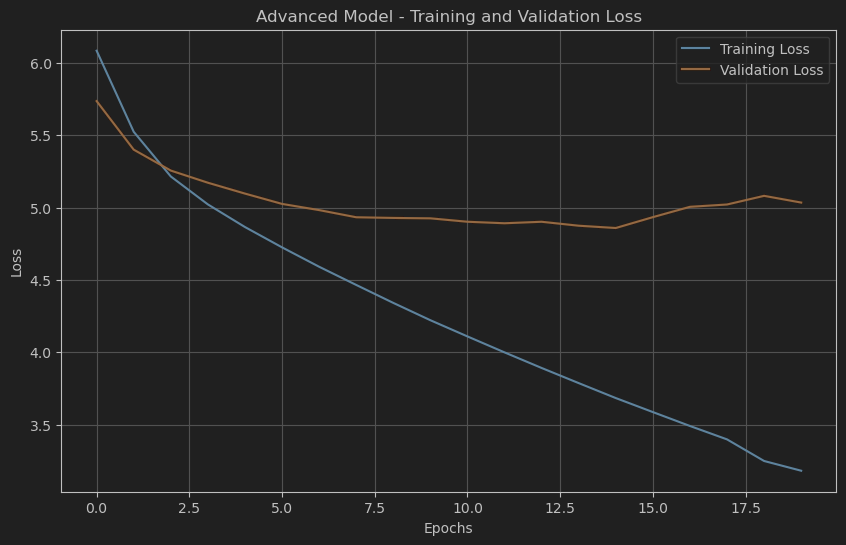 Advanced Model - Training and Validation Loss
Training Loss
Validation Loss
6.0
5.5
5.0
4.5
4.0
3.5
Loss
0.0 2.5 5.0 7.5 10.0 12.5 15.0 17.5
Epochs